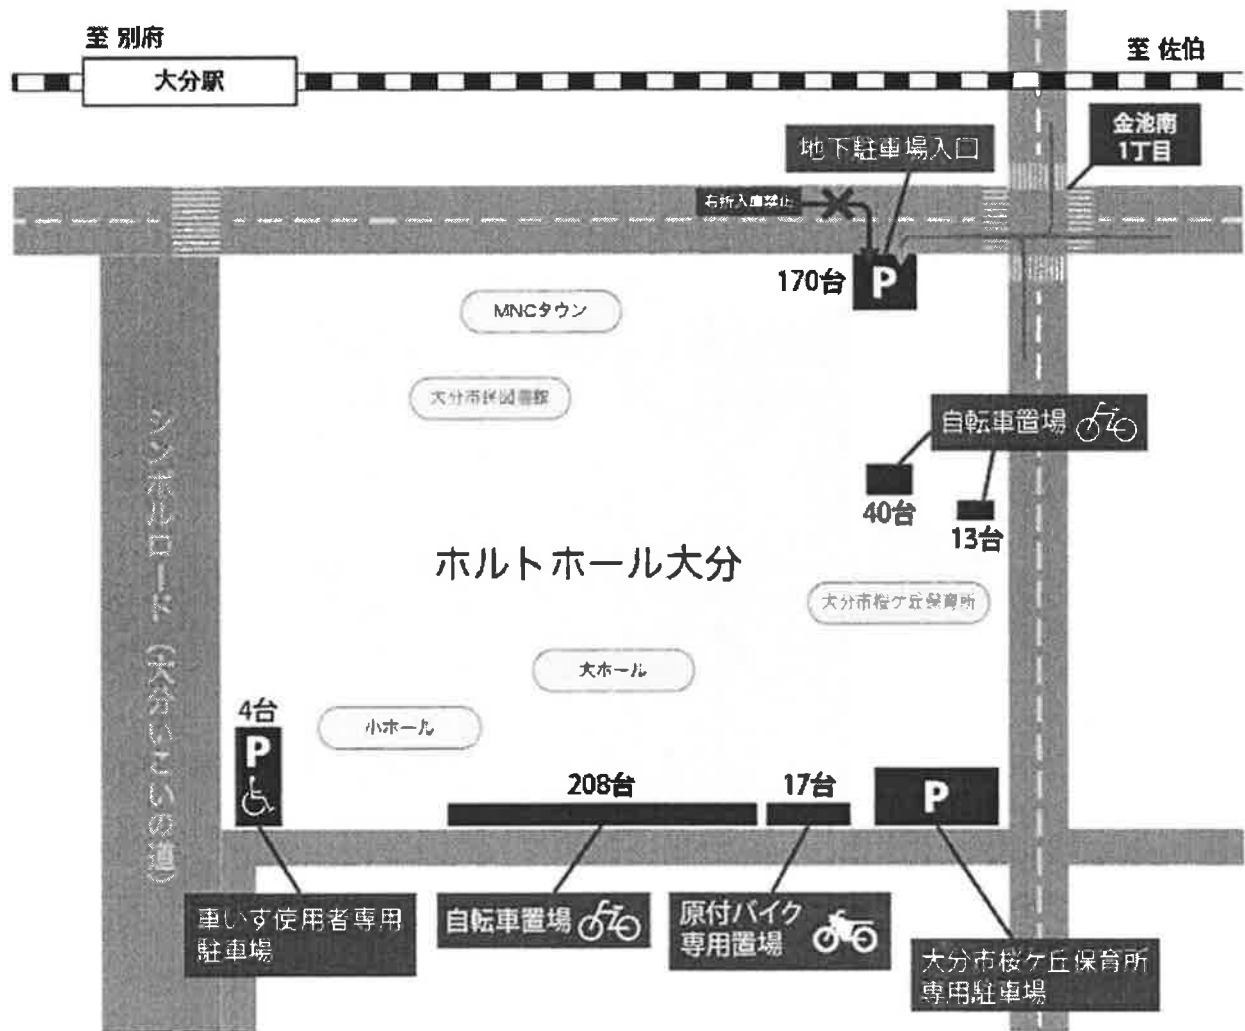 至 別府
至 佐伯
大分駅
金池南
1丁目
地下駐車場入口
右折入庫禁止
170台
P
MNCタウン
大分市民図書館
自転車置場
40台
13台
ホルトホール大分
大分市桜ケ丘保育所
大ホール
小ホール
シンボルロード（大分いこいの道）
4台
P
208台
17台
P
車いす使用者専用
駐車場
自転車置場
原付バイク
専用置場
大分市桜ケ丘保育所
専用駐車場